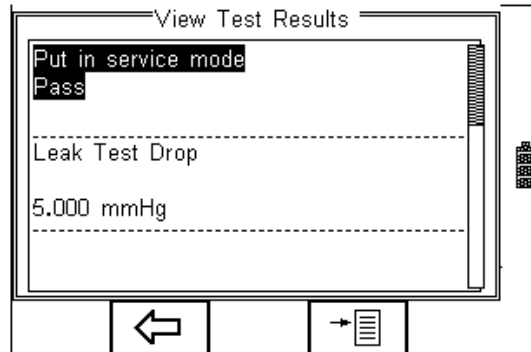 View Test Results
Put in service mode
Pass
Leak Test Drop
5.000 mmHg